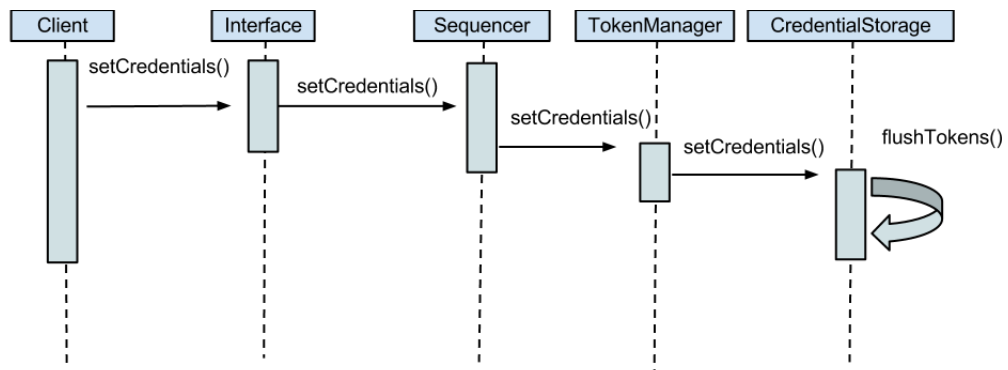 Client
Interface
Sequencer
TokenManager
CredentialStorage
setCredentials()
setCredentials()
setCredentials()
setCredentials()
flushTokens()